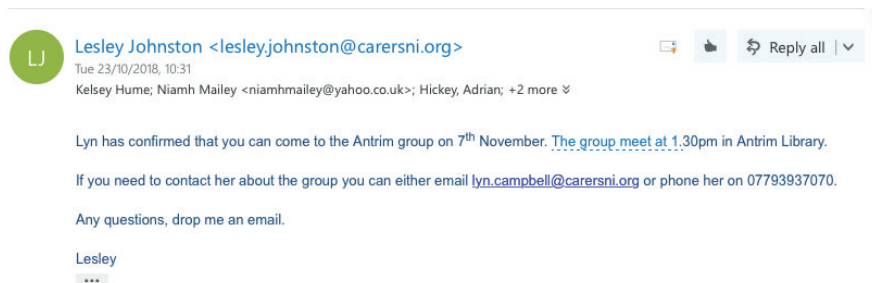 LJ
Lesley Johnston <lesley.johnston@carersni.org>
Reply all
Tue 23/10/2018, 10:31
Kelsey Hume; Niamh Mailey <niamhmailey@yahoo.co.uk>; Hickey, Adrian; +2 more
Lyn has confirmed that you can come to the Antrim group on 7th November. The group meet at 1.30pm in Antrim Library.
If you need to contact her about the group you can either email lyn.campbell@carersni.org or phone her on 07793937070.
Any questions, drop me an email.
Lesley
...